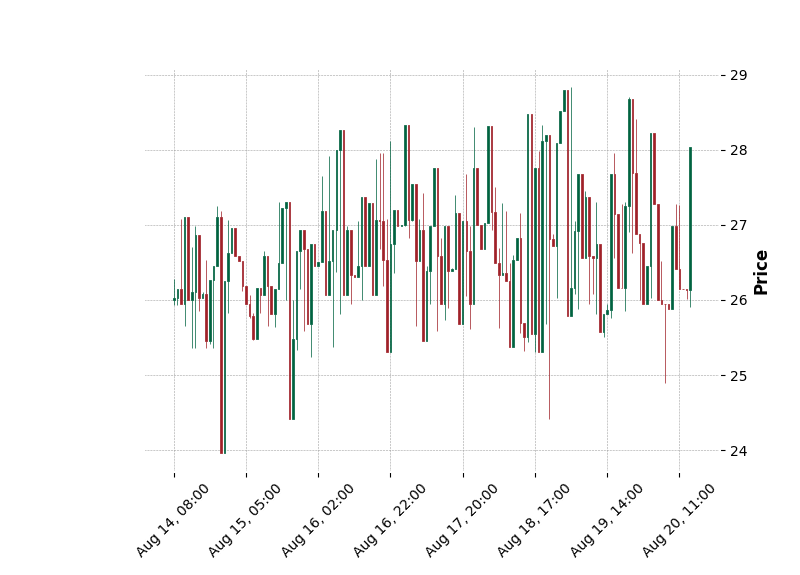 29
28
27
26
25
24
Price
Aug 14, 08:00
Aug 15, 05:00
Aug 16, 02:00
Aug 16, 22:00
Aug 17, 20:00
Aug 18, 17:00
Aug 19, 14:00
Aug 20, 11:00